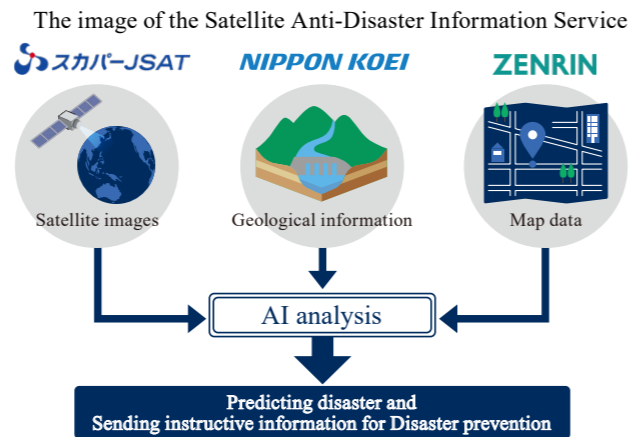 The image of the Satellite Anti-Disaster Information Service
スカパーJSAT
NIPPON KOEI
ZENRIN
Satellite images
Geological information
Map data
AI analysis
Predicting disaster and
Sending instructive information for Disaster prevention